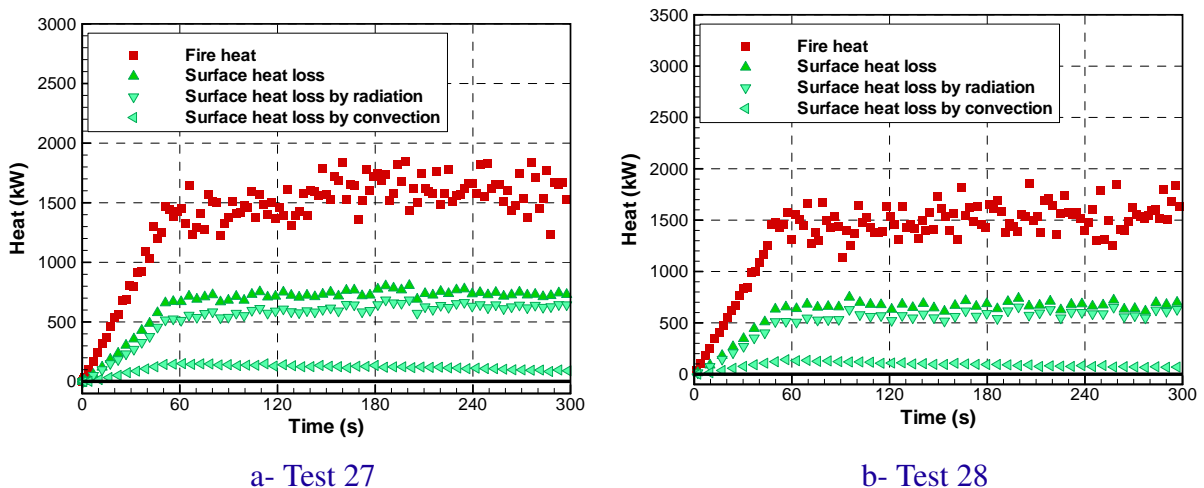 3000
2500
2000
1500
1000
500
0
Heat (kW)
Fire heat
Surface heat loss
Surface heat loss by radiation
Surface heat loss by convection
0 60 120 180 240 300
Time (s)
a- Test 27
3500
3000
2500
2000
1500
1000
500
0
Heat (kW)
Fire heat
Surface heat loss
Surface heat loss by radiation
Surface heat loss by convection
0 60 120 180 240 300
Time (s)
b- Test 28